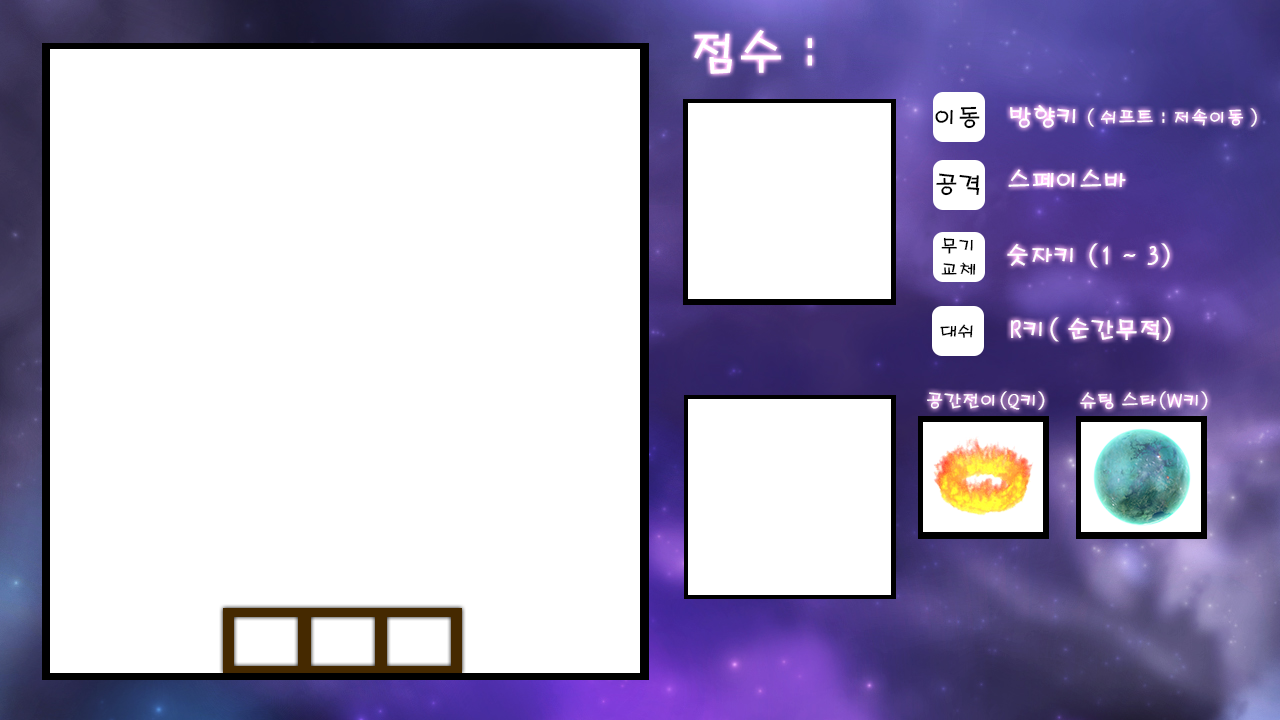 점수 :
이동 방향키 ( 쉬프트 : 저속이동 )
공격 스페이스바
무기
교체
숫자키 (1 ~ 3)
대쉬 R키( 순간무적)
공간전이(Q키) 슈팅 스타(W키)